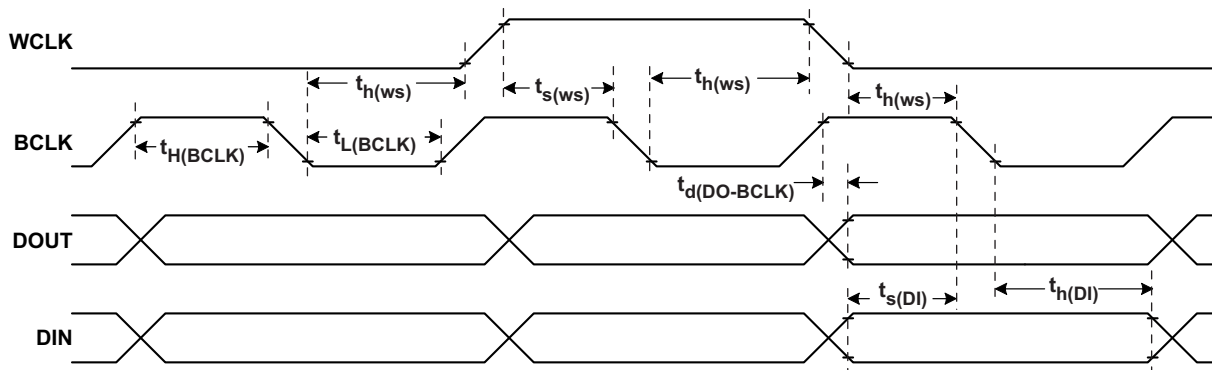 WCLK
th(ws)
ts(ws)
th(ws)
th(ws)
BCLK
tH(BCLK)
tL(BCLK)
td(DO-BCLK)
DOUT
ts(DI)
th(DI)
DIN